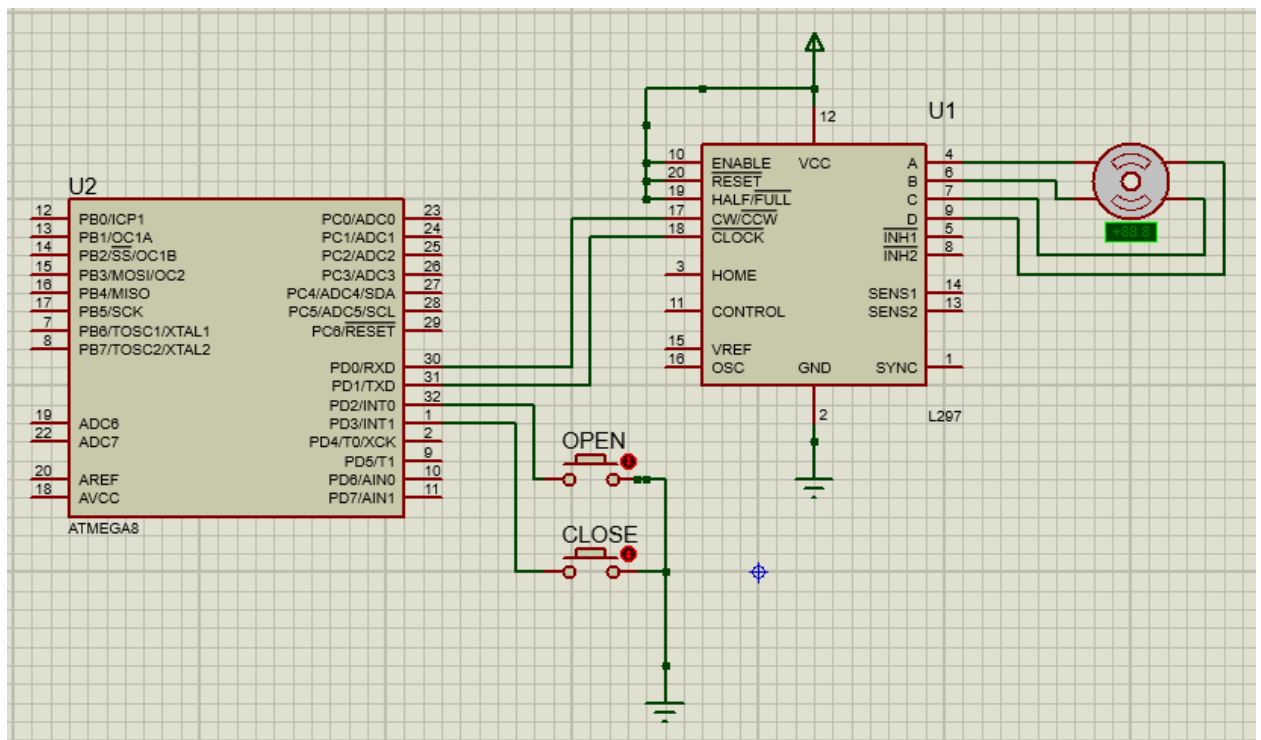 U2
12 PB0/ICP1 PC0/ADC0 23
13 PB1/OC1A PC1/ADC1 24
14 PB2/SS/OC1B PC2/ADC2 25
15 PB3/MOSI/OC2 PC3/ADC3 26
16 PB4/MISO PC4/ADC4/SDA 27
17 PB5/SCK PC5/ADC5/SCL 28
7 PB6/TOSC1/XTAL1 PC6/RESET 29
8 PB7/TOSC2/XTAL2
PD0/RXD 30
PD1/TXD 31
PD2/INT0 32
19 ADC6 PD3/INT1 1
22 ADC7 PD4/T0/XCK 2
PD5/T1 9
20 AREF PD6/AIN0 10
18 AVCC PD7/AIN1 11
ATMEGA8
OPEN
CLOSE
U1
12
10 ENABLE VCC A 4
20 RESET B 6
19 HALF/FULL C 7
17 CW/CCW D 9
18 CLOCK INH1 5
INH2 8
3 HOME
SENS1 14
11 CONTROL SENS2 13
15 VREF
16 OSC GND SYNC 1
2
L297
+88.8